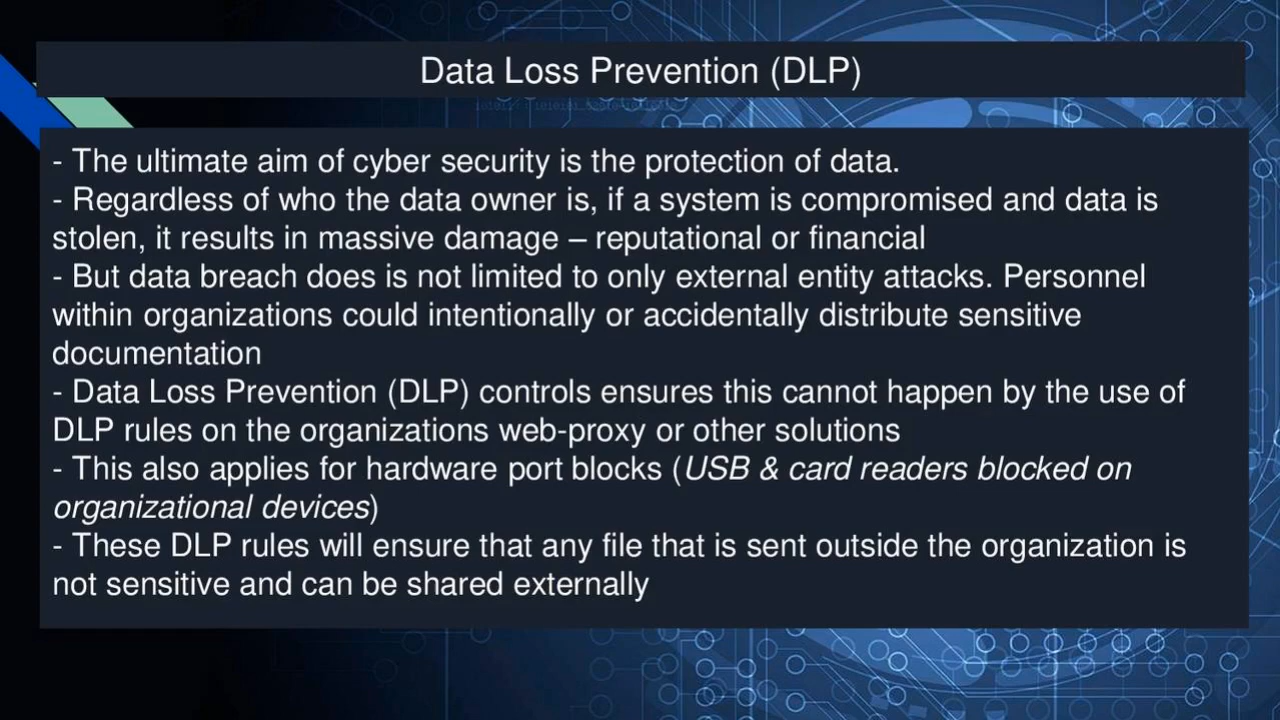 Data Loss Prevention (DLP)
- The ultimate aim of cyber security is the protection of data.
- Regardless of who the data owner is, if a system is compromised and data is
stolen, it results in massive damage – reputational or financial
- But data breach does is not limited to only external entity attacks. Personnel
within organizations could intentionally or accidentally distribute sensitive
documentation
- Data Loss Prevention (DLP) controls ensures this cannot happen by the use of
DLP rules on the organizations web-proxy or other solutions
- This also applies for hardware port blocks (USB & card readers blocked on
organizational devices)
- These DLP rules will ensure that any file that is sent outside the organization is
not sensitive and can be shared externally